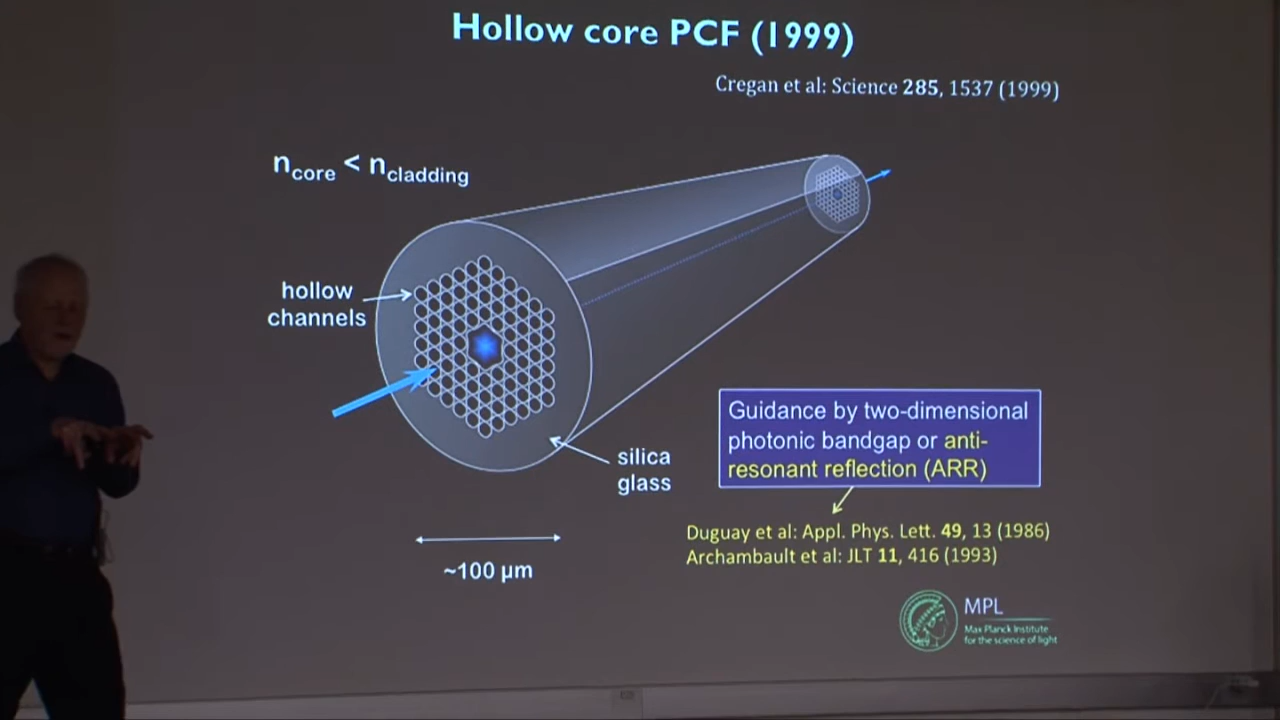 Hollow core PCF (1999)
Cregan et al: Science 285, 1537 (1999)
ncore < ncladding
hollow
channels
Guidance by two-dimensional
photonic bandgap or anti-
resonant reflection (ARR)
silica
glass
Duguay et al: Appl. Phys. Lett. 49, 13 (1986)
Archambault et al: JLT 11, 416 (1993)
~100 µm
MPL
Max Planck Institute
for the science of light